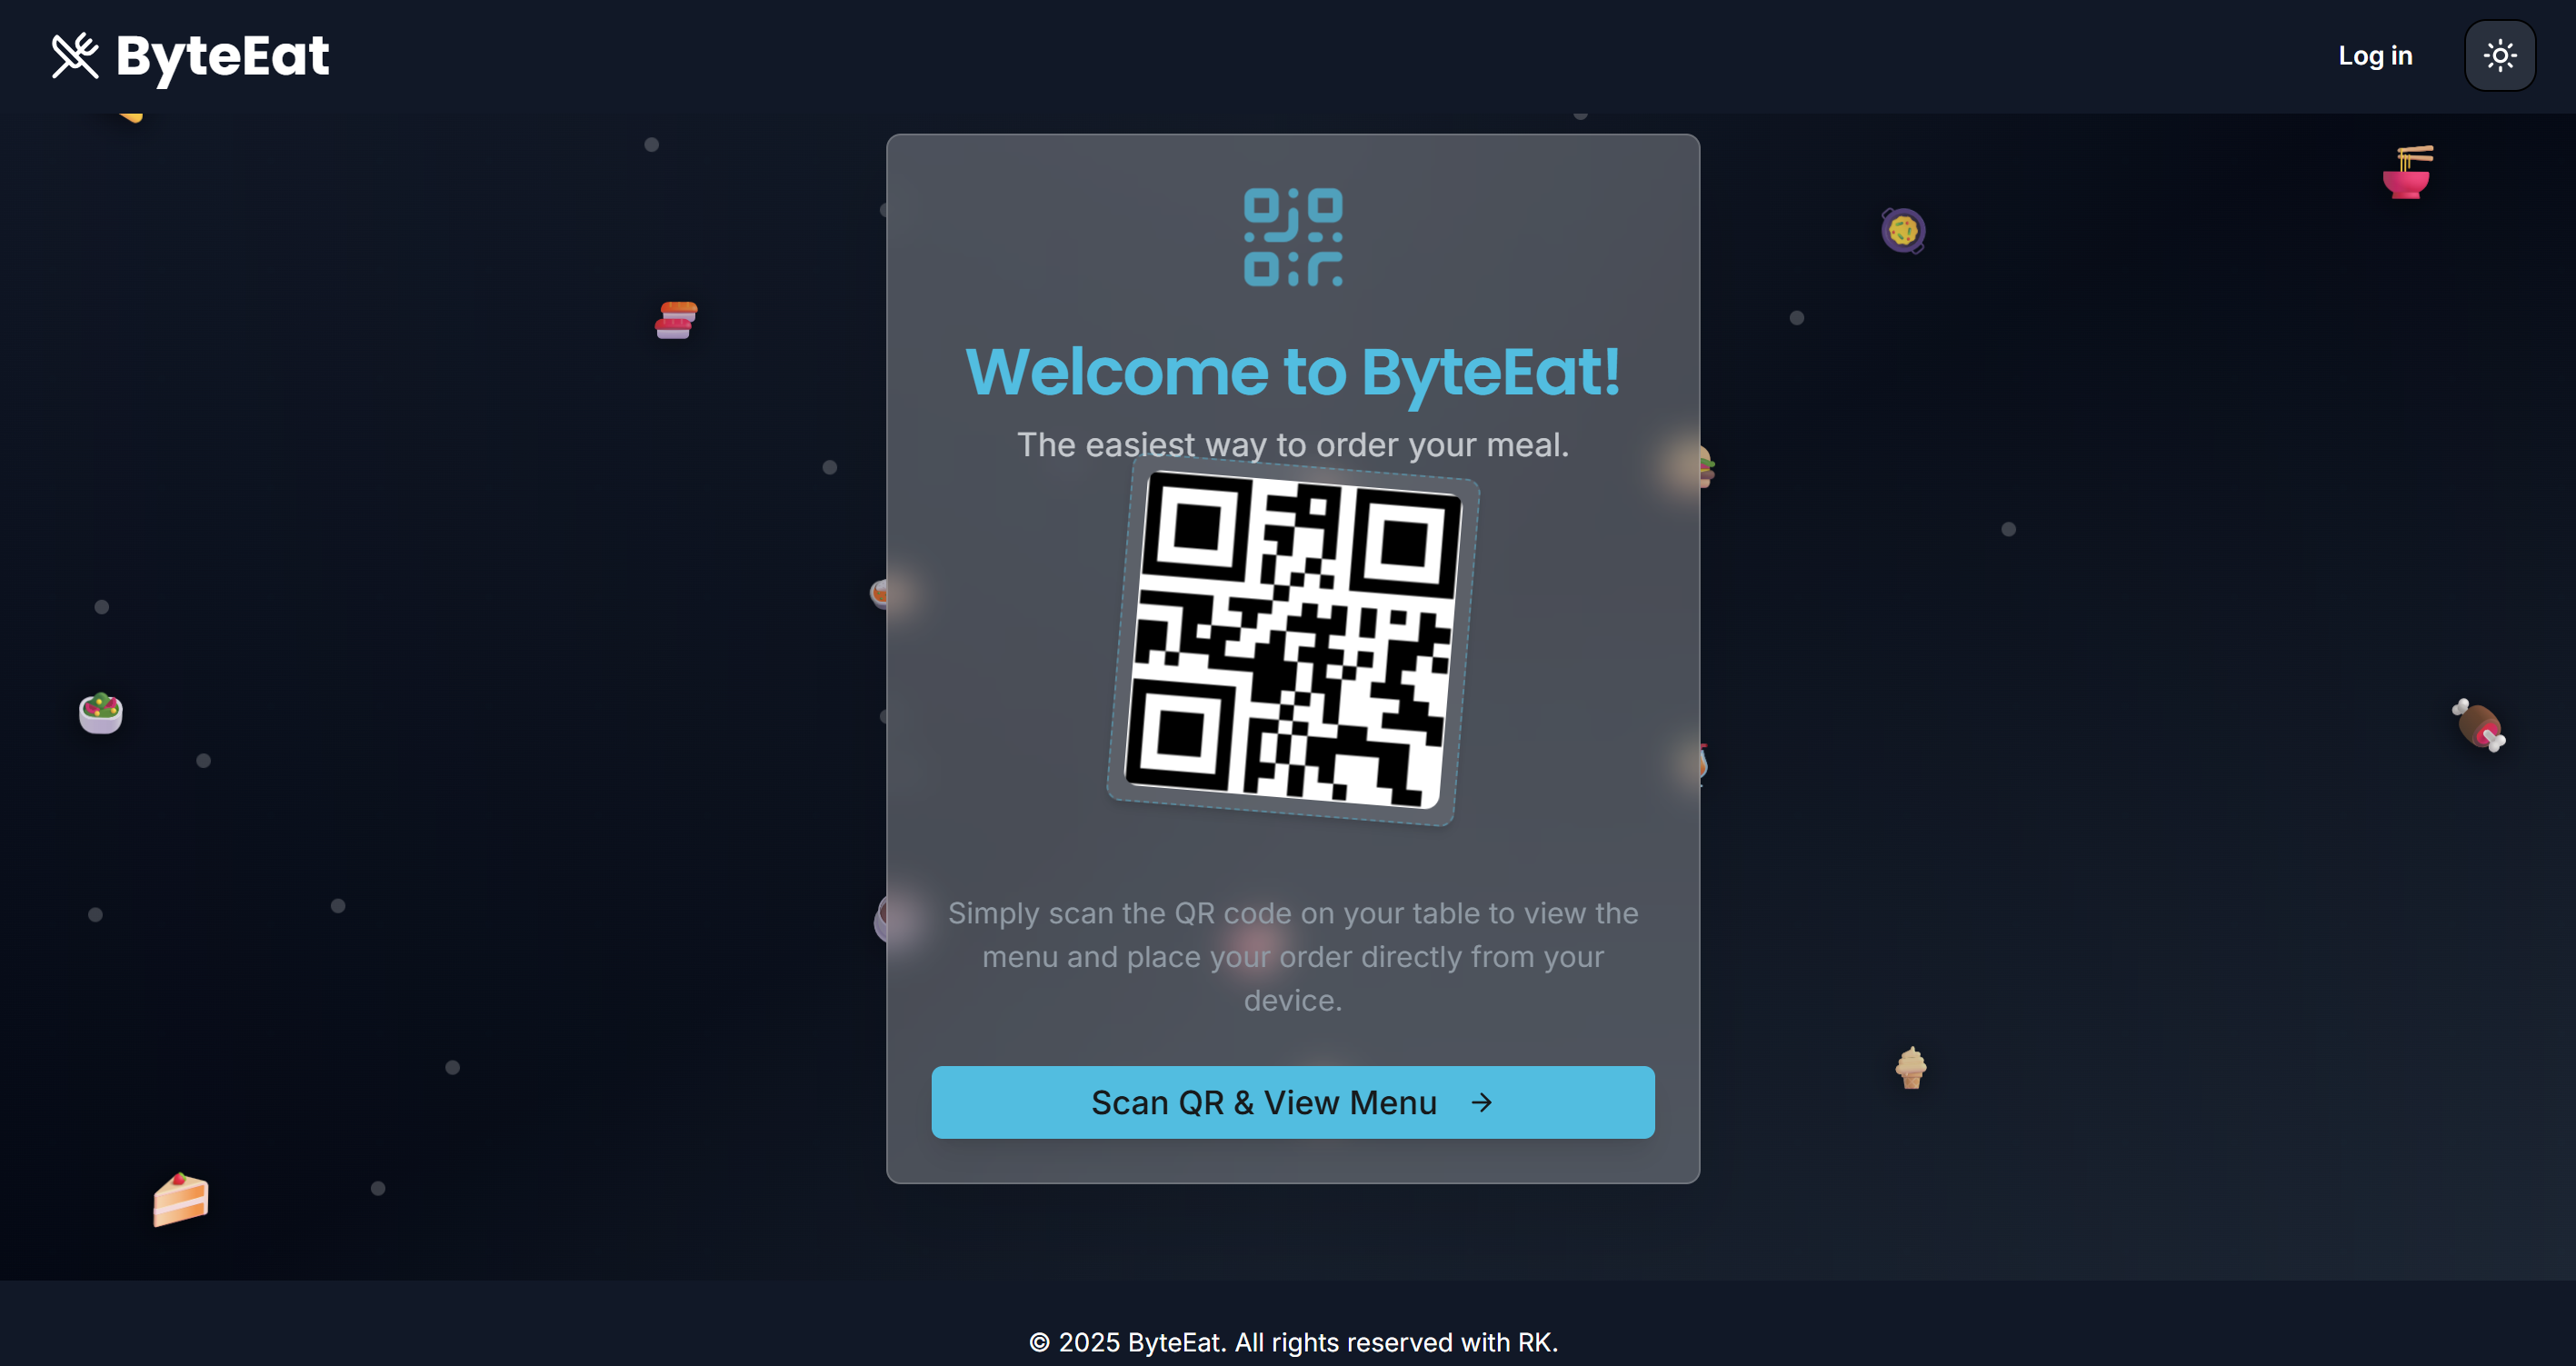 ByteEat
Log in
Welcome to ByteEat!
The easiest way to order your meal.
Simply scan the QR code on your table to view the
menu and place your order directly from your
device.
Scan QR & View Menu →
© 2025 ByteEat. All rights reserved with RK.